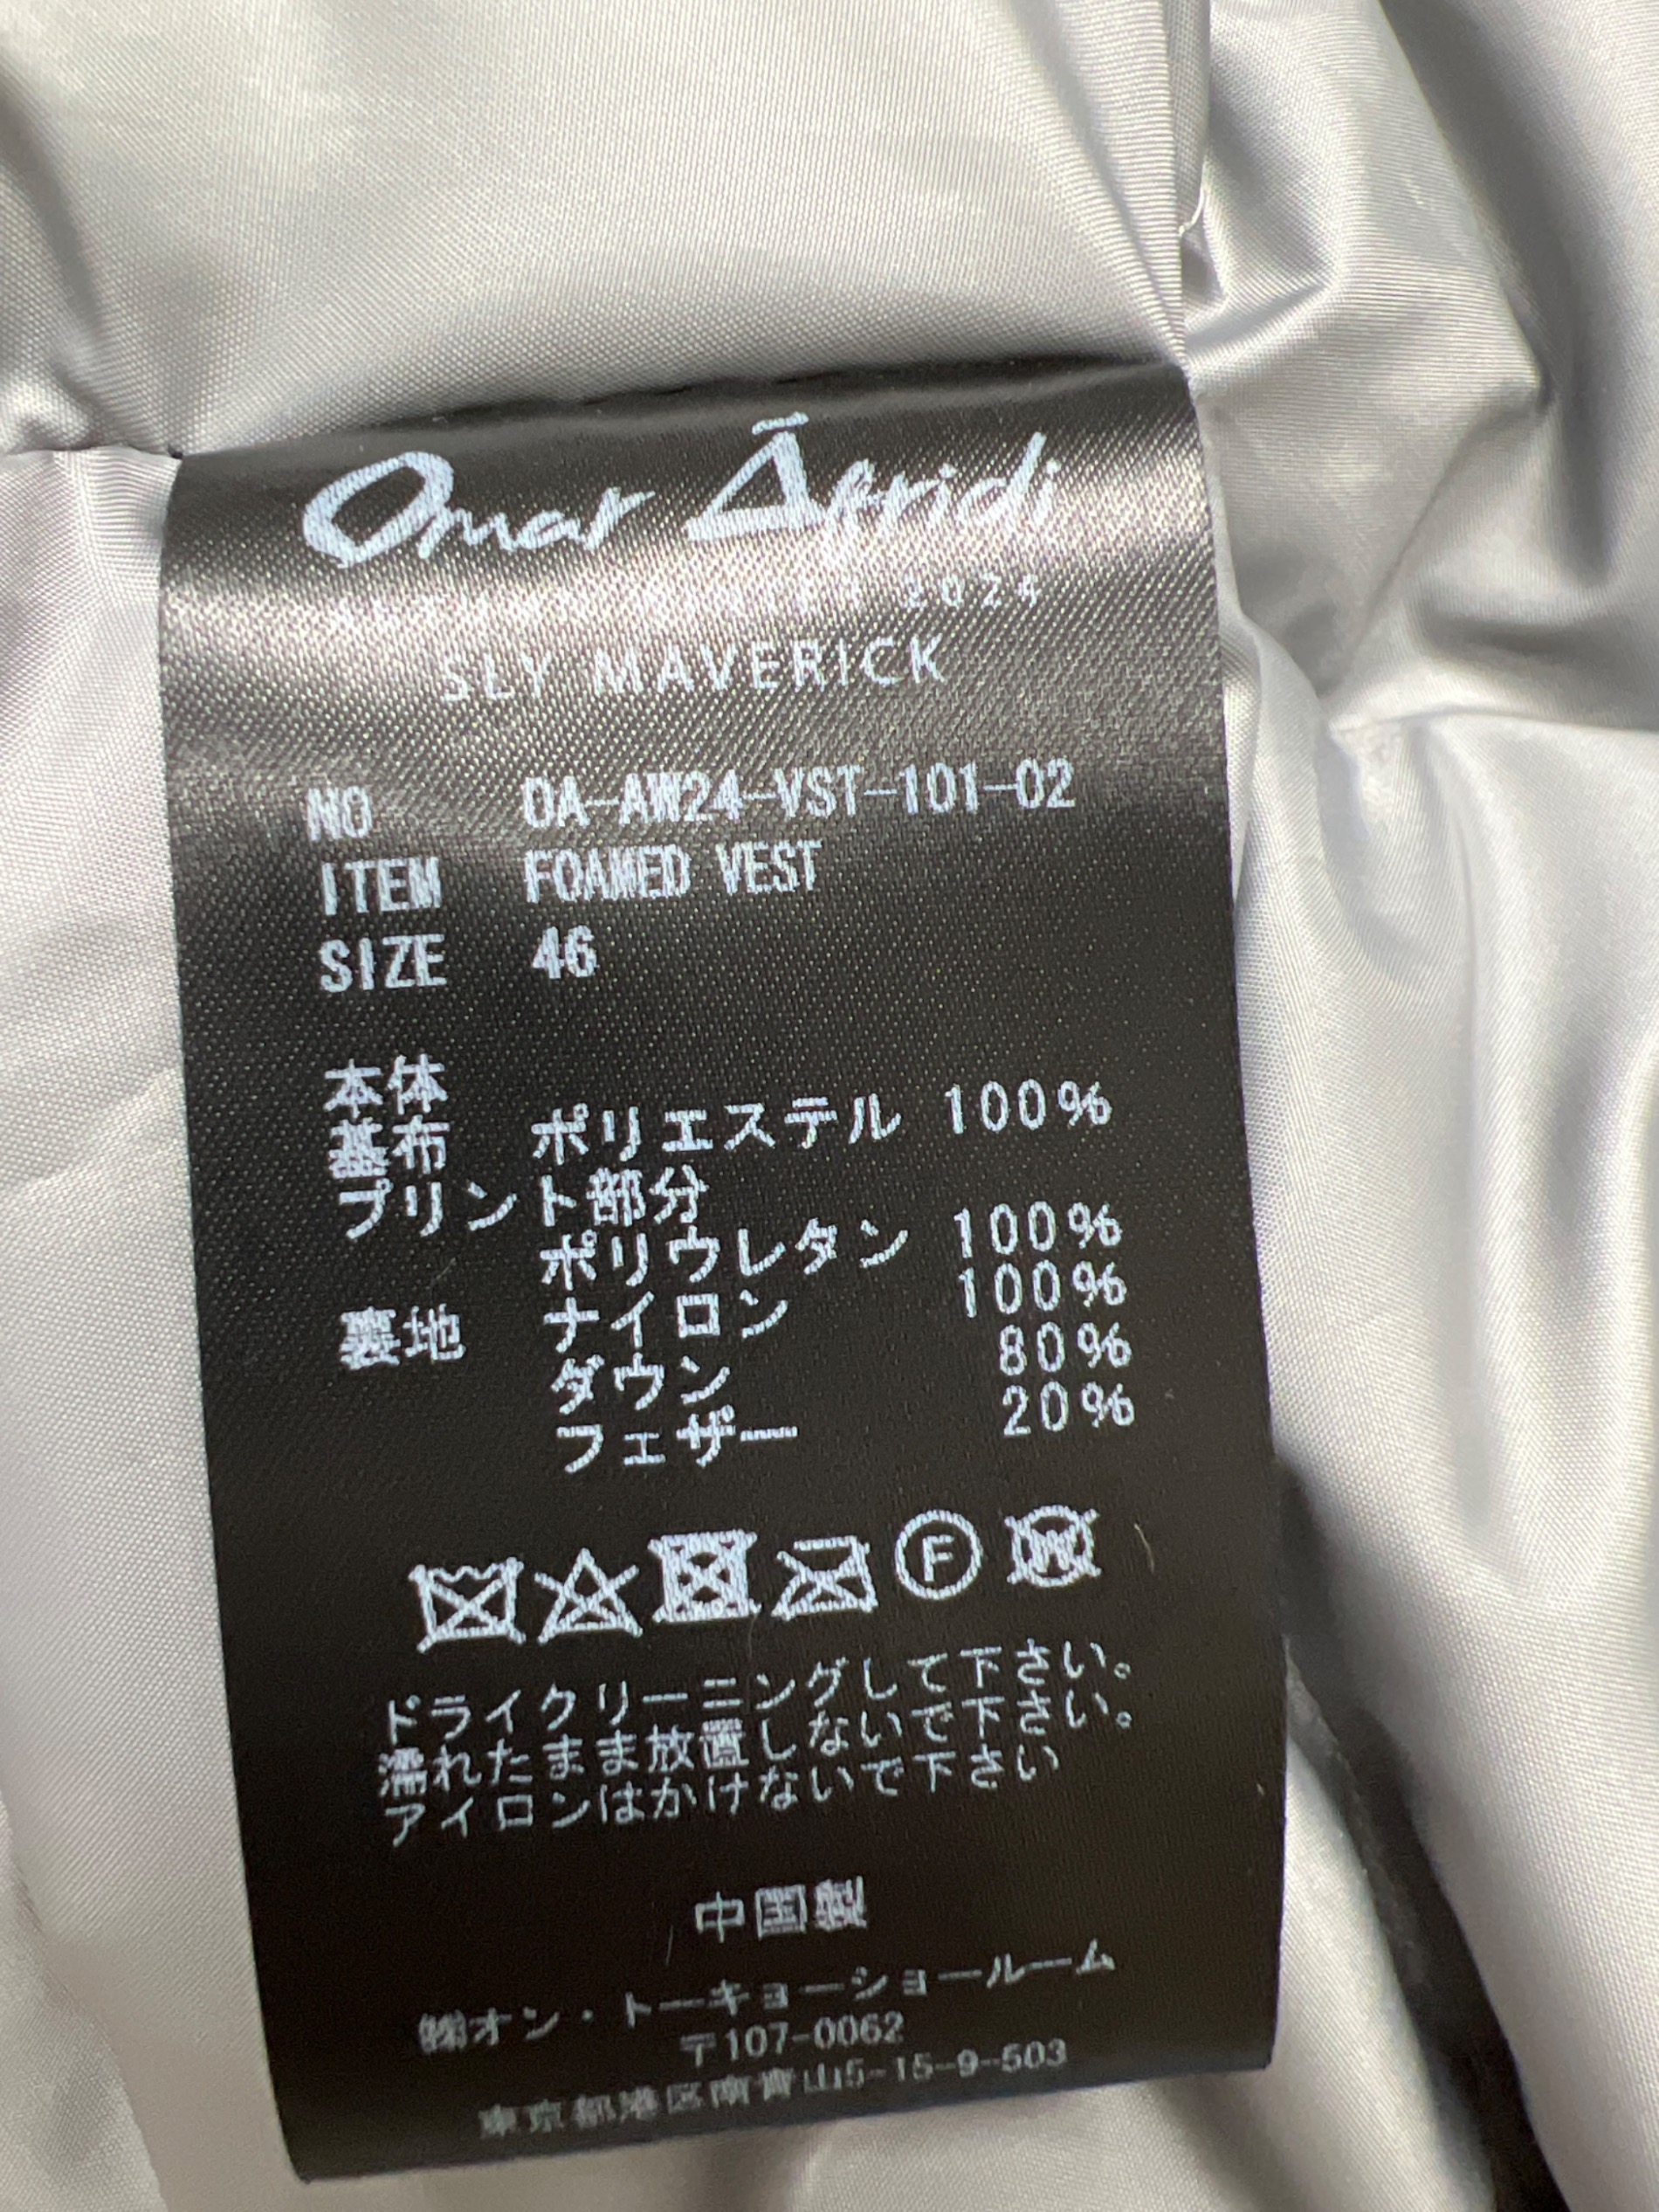 Omar Āfridi
AUTUMN WINTER 2024
SLY MAVERICK
NO OA-AW24-VST-101-02
ITEM FOAMED VEST
SIZE 46
本体
基布 ポリエステル 100%
プリント部分
ポリウレタン 100%
裏地 ナイロン 100%
ダウン 80%
フェザー 20%
F W
ドライクリーニングして下さい。
濡れたまま放置しないで下さい。
アイロンはかけないで下さい
中国製
㈱オン・トーキョーショールーム
〒107-0062
東京都港区南青山5-15-9-503